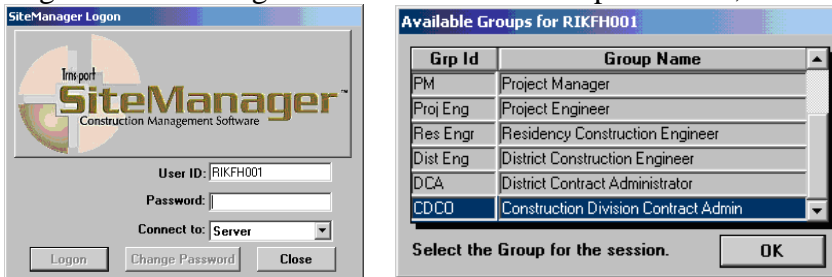 SiteManager Logon
Trns•port
SiteManager™
Construction Management Software
User ID: RIKFH001
Password:
Connect to: Server
Logon Change Password Close
Available Groups for RIKFH001
Grp Id Group Name
PM Project Manager
Proj Eng Project Engineer
Res Engr Residency Construction Engineer
Dist Eng District Construction Engineer
DCA District Contract Administrator
CDCO Construction Division Contract Admin
Select the Group for the session. OK